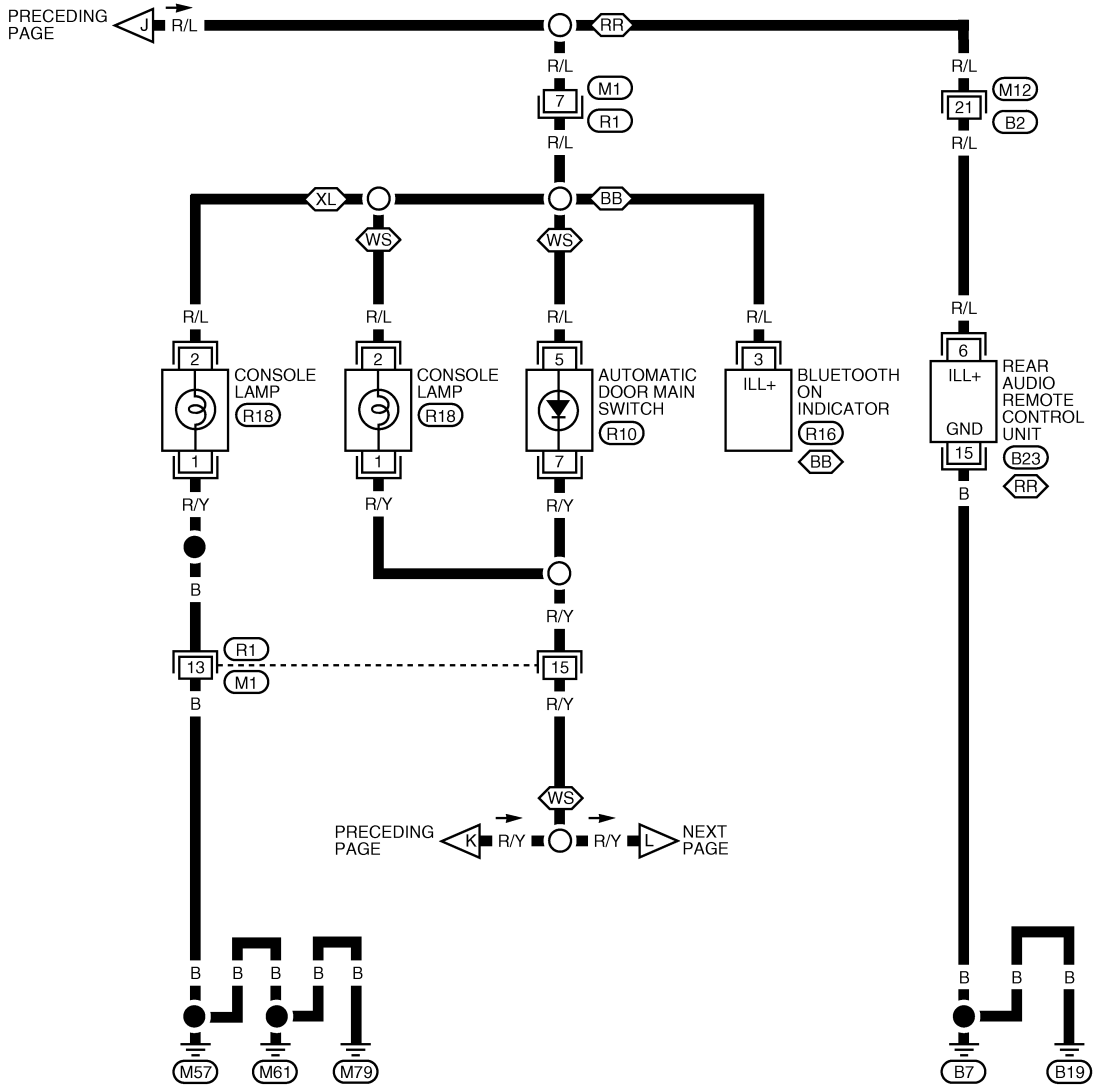 PRECEDING
PAGE
J
R/L
RR
R/L
R/L
7
M1
R1
21
M12
B2
R/L
R/L
XL
BB
WS
WS
R/L
R/L
R/L
R/L
R/L
2
CONSOLE
LAMP
R18
1
2
CONSOLE
LAMP
R18
1
5
AUTOMATIC
DOOR MAIN
SWITCH
R10
7
3
ILL+
BLUETOOTH
ON
INDICATOR
R16
BB
6
ILL+
GND
15
REAR
AUDIO
REMOTE
CONTROL
UNIT
B23
RR
R/Y
R/Y
R/Y
B
B
R/Y
13
R1
M1
15
B
R/Y
WS
PRECEDING
PAGE
K
R/Y
R/Y
L
NEXT
PAGE
B
B
B
B
B
B
B
B
M57
M61
M79
B7
B19